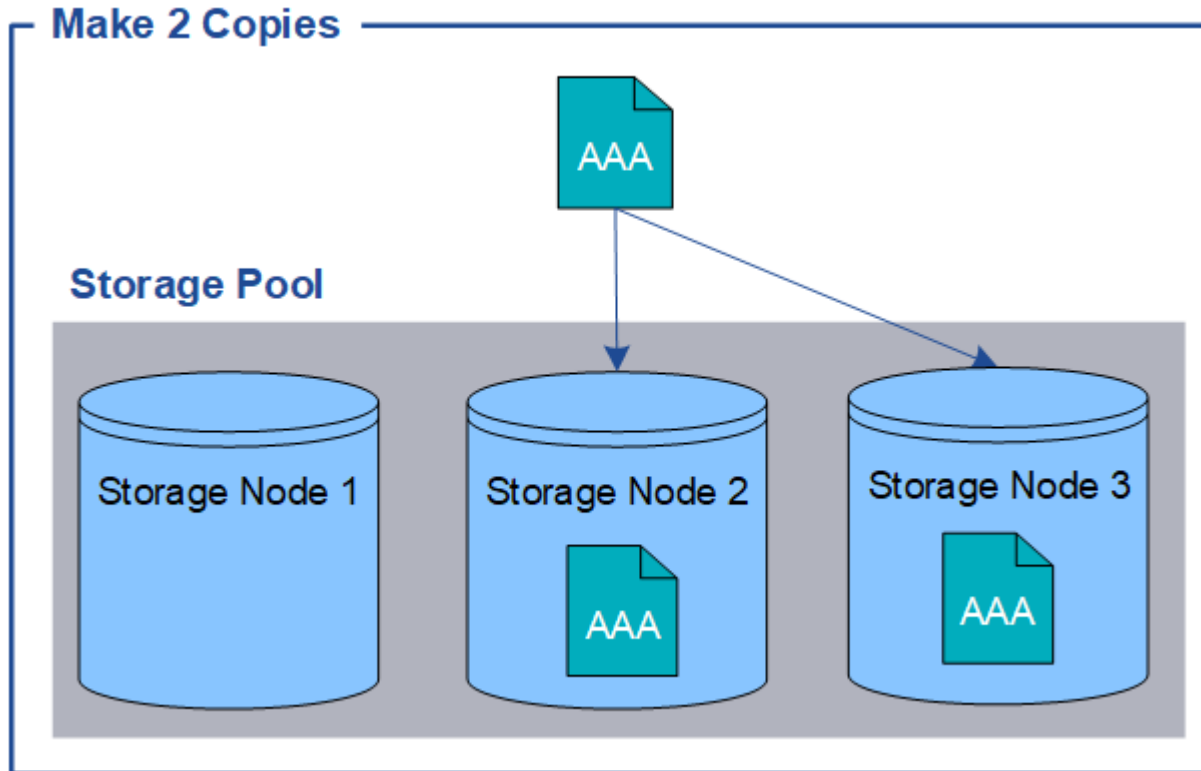 Make 2 Copies
AAA
Storage Pool
Storage Node 1
Storage Node 2
Storage Node 3
AAA
AAA